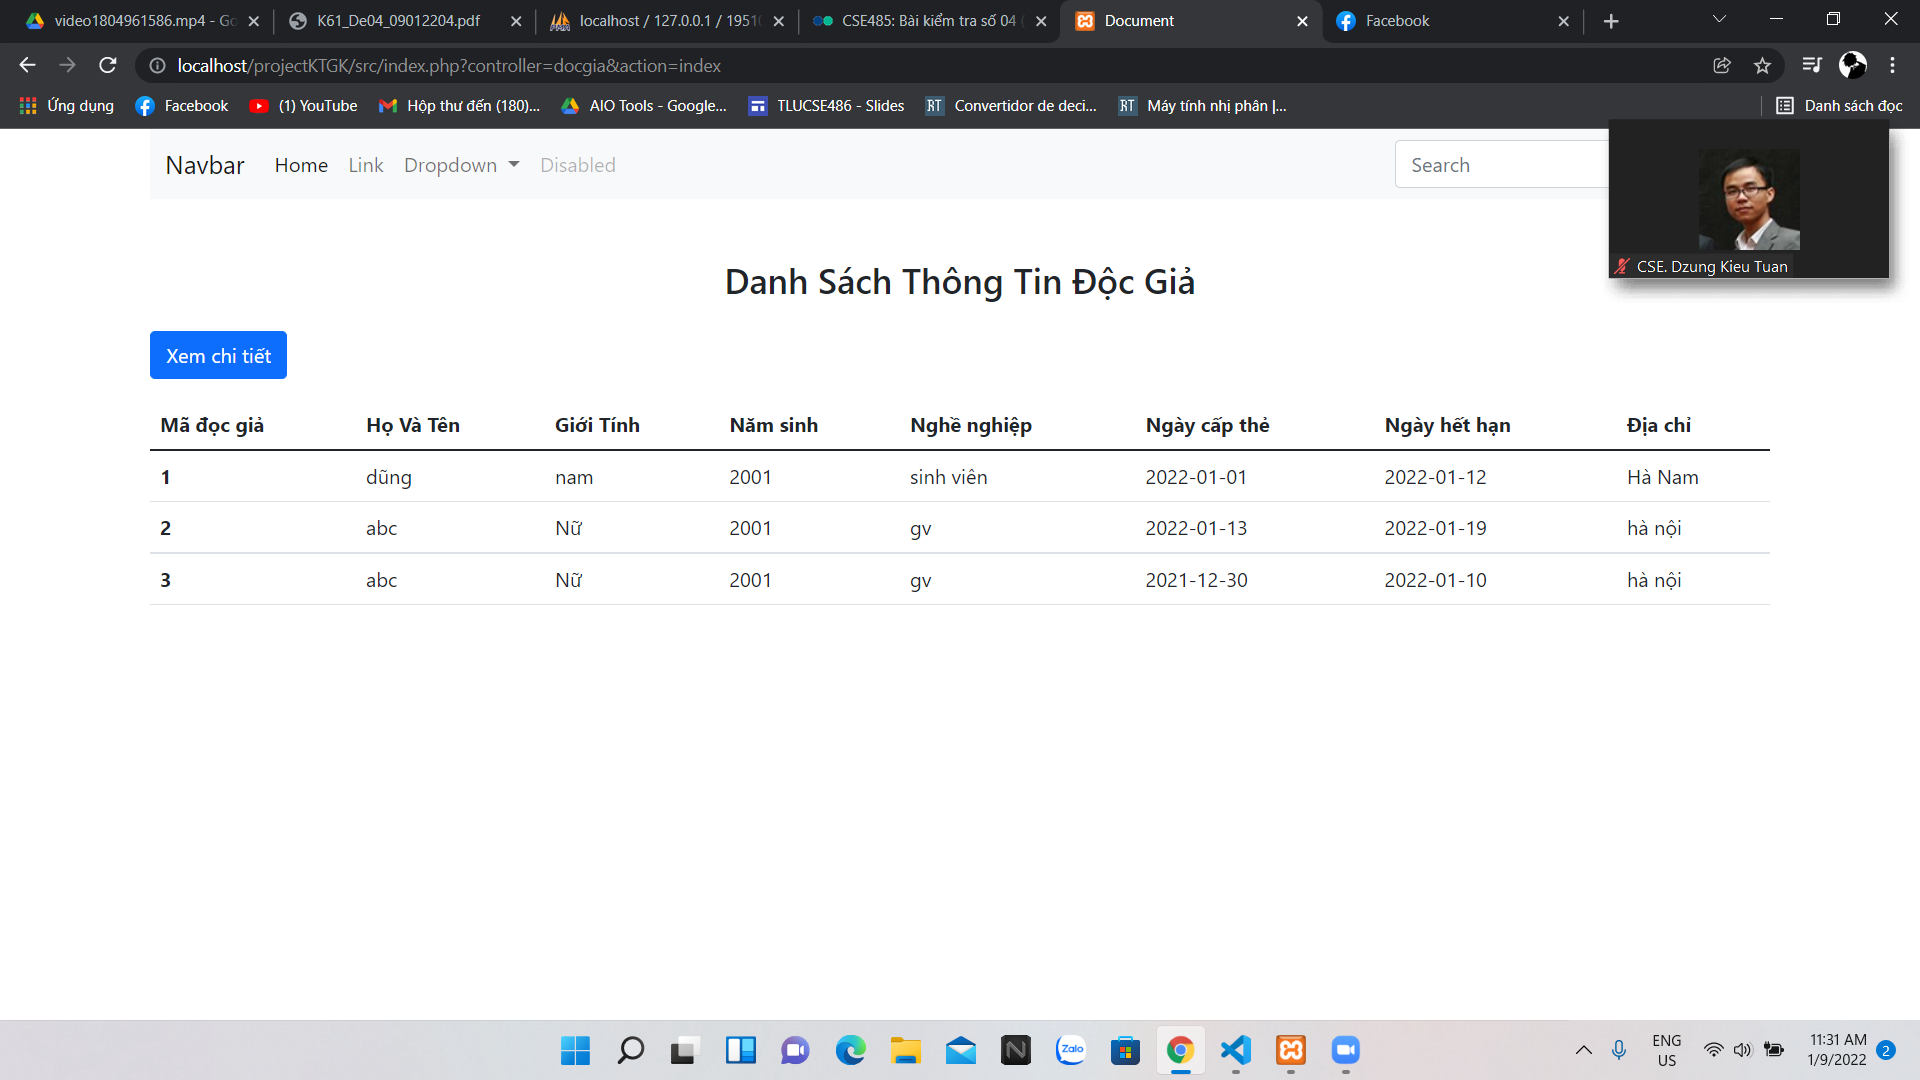 video1804961586.mp4 - Go
K61_De04_09012204.pdf
localhost / 127.0.0.1 / 1951
CSE485: Bài kiểm tra số 04
Document
Facebook
localhost/projectKTGK/src/index.php?controller=docgia&action=index
Ứng dụng
Facebook
(1) YouTube
Hộp thư đến (180)...
AIO Tools - Google...
TLUCSE486 - Slides
RT
Convertidor de deci...
RT
Máy tính nhị phân |...
Danh sách đọc
Navbar
Home
Link
Dropdown
Disabled
Search
CSE. Dzung Kieu Tuan
Danh Sách Thông Tin Độc Giả
Xem chi tiết
Mã đọc giả Họ Và Tên Giới Tính Năm sinh Nghề nghiệp Ngày cấp thẻ Ngày hết hạn Địa chỉ
1 dũng nam 2001 sinh viên 2022-01-01 2022-01-12 Hà Nam
2 abc Nữ 2001 gv 2022-01-13 2022-01-19 hà nội
3 abc Nữ 2001 gv 2021-12-30 2022-01-10 hà nội
Zalo
ENG
US
11:31 AM
1/9/2022
2